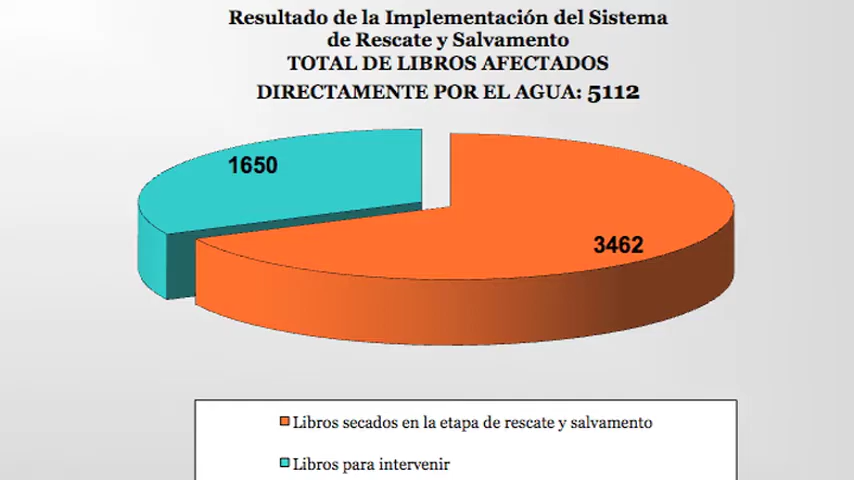 Resultado de la Implementación del Sistema
de Rescate y Salvamento
TOTAL DE LIBROS AFECTADOS
DIRECTAMENTE POR EL AGUA: 5112
1650
3462
Libros secados en la etapa de rescate y salvamento
Libros para intervenir